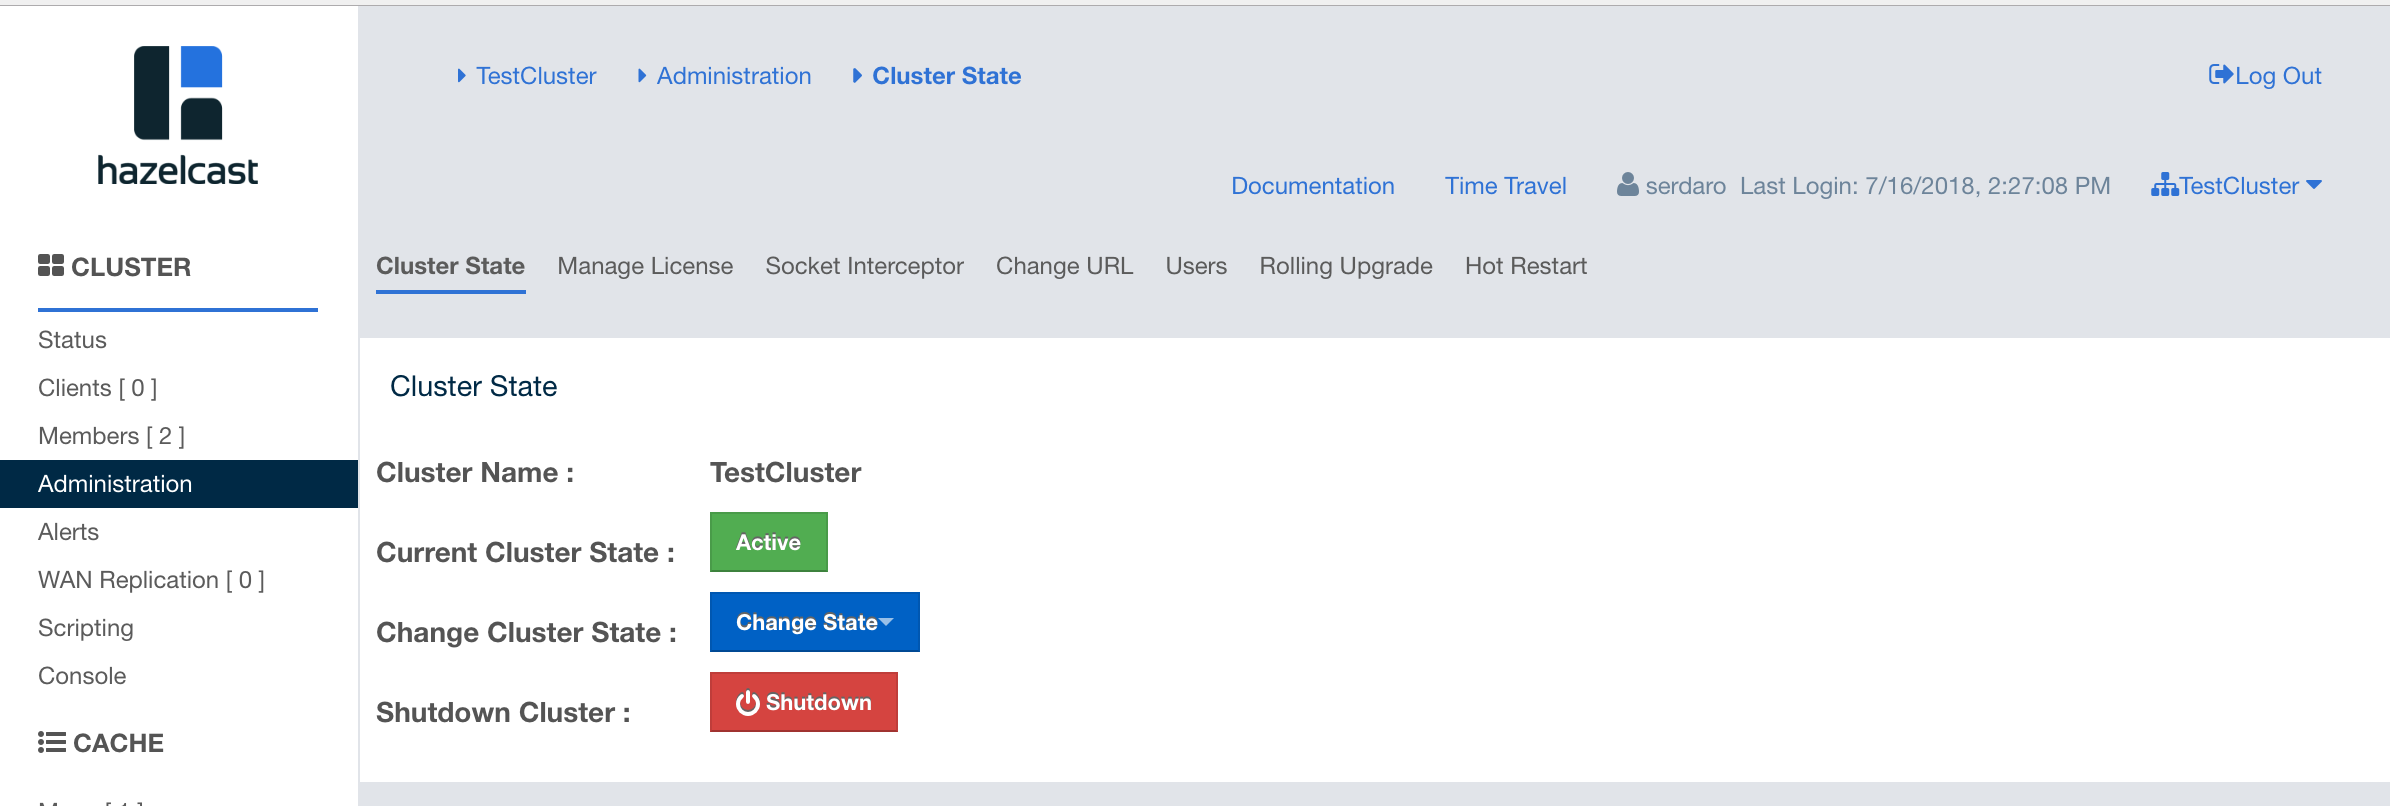 hazelcast
TestCluster Administration Cluster State
Log Out
Documentation Time Travel serdaro Last Login: 7/16/2018, 2:27:08 PM TestCluster
Cluster State Manage License Socket Interceptor Change URL Users Rolling Upgrade Hot Restart
CLUSTER
Status
Clients [ 0 ]
Members [ 2 ]
Administration
Alerts
WAN Replication [ 0 ]
Scripting
Console
CACHE
Cluster State
Cluster Name : TestCluster
Current Cluster State : Active
Change Cluster State : Change State
Shutdown Cluster : Shutdown